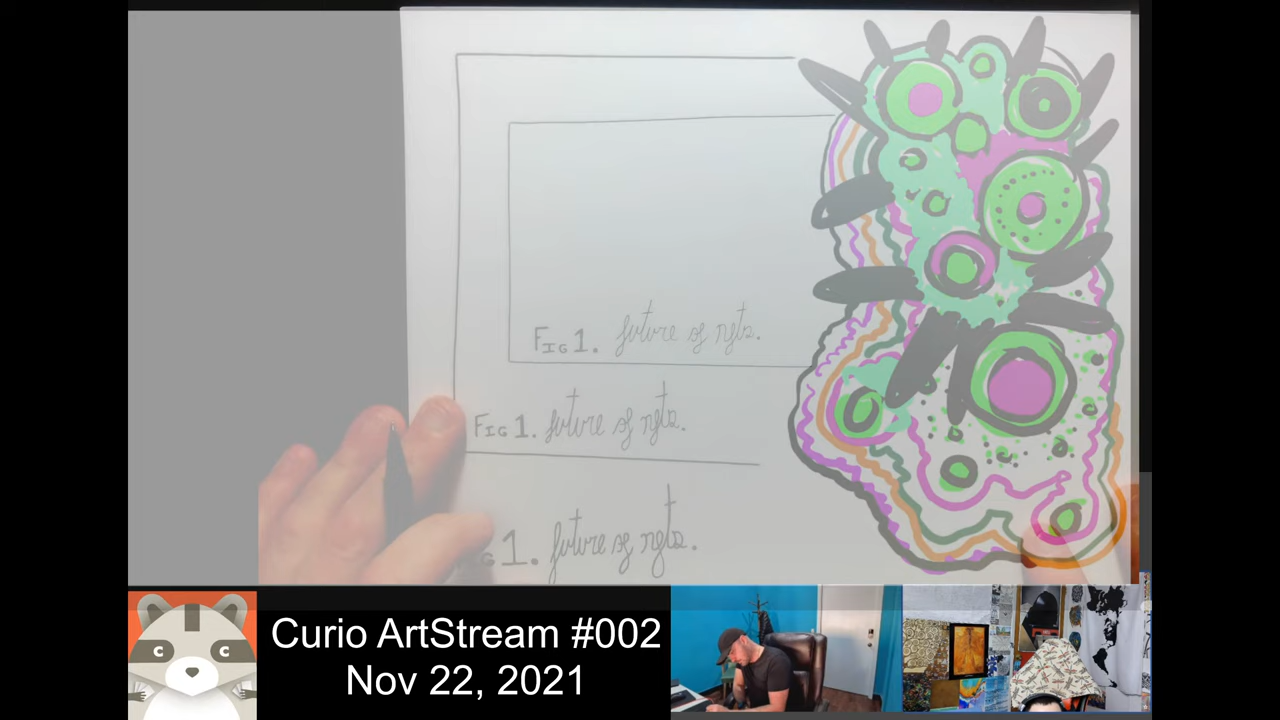 FIG 1. future of nfts.
FIG 1. future of nfts.
G 1. future of nfts.
C C
Curio ArtStream #002
Nov 22, 2021